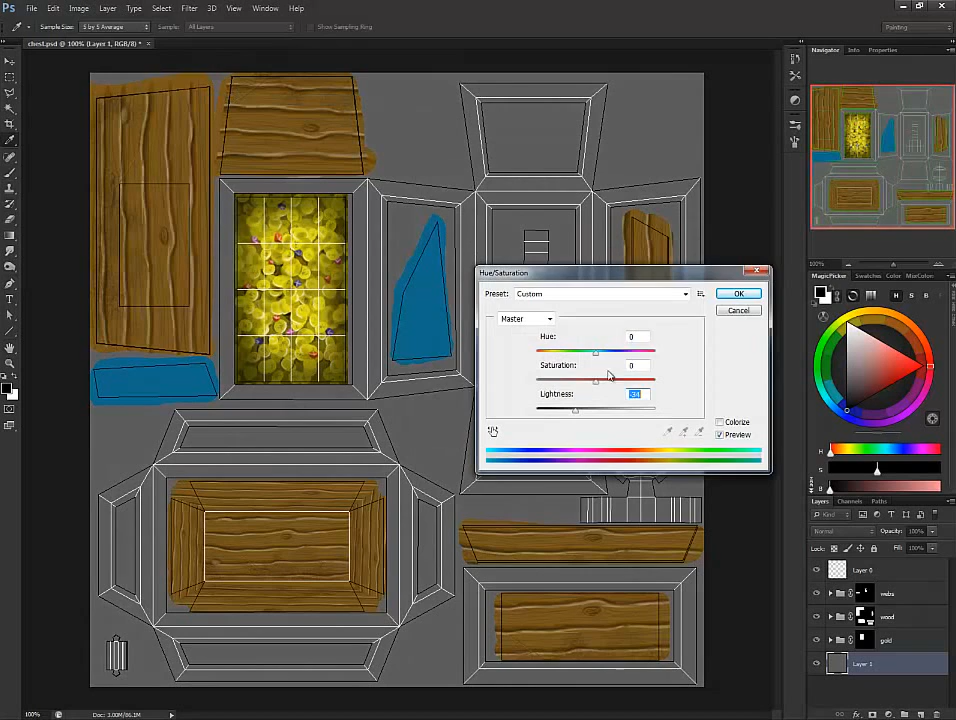 Ps File Edit Image Layer Type Select Filter 3D View Window Help
Sample Size: 5 by 5 Average Sample: All Layers Show Sampling Ring Painting
chest.psd @ 100% (Layer 1, RGB/8) * ×
Navigator Info Properties
100%
MagicPicker Swatches Color MixColors
H S B
H
S
B
Hue/Saturation
Preset: Custom OK
Master Cancel
Hue: 0
Saturation: 0
Lightness: -34
Colorize
Preview
Layers Channels Paths
Kind
Normal Opacity: 100%
Lock: Fill: 100%
Layer 0
webs
wood
gold
Layer 1
100% Doc: 3.00M/86.1M